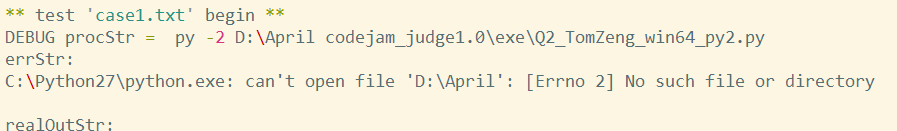 ** test 'case1.txt' begin **
DEBUG procStr =  py -2 D:\April codejam_judge1.0\exe\Q2_TomZeng_win64_py2.py
errStr:
C:\Python27\python.exe: can't open file 'D:\April': [Errno 2] No such file or directory
realOutStr: